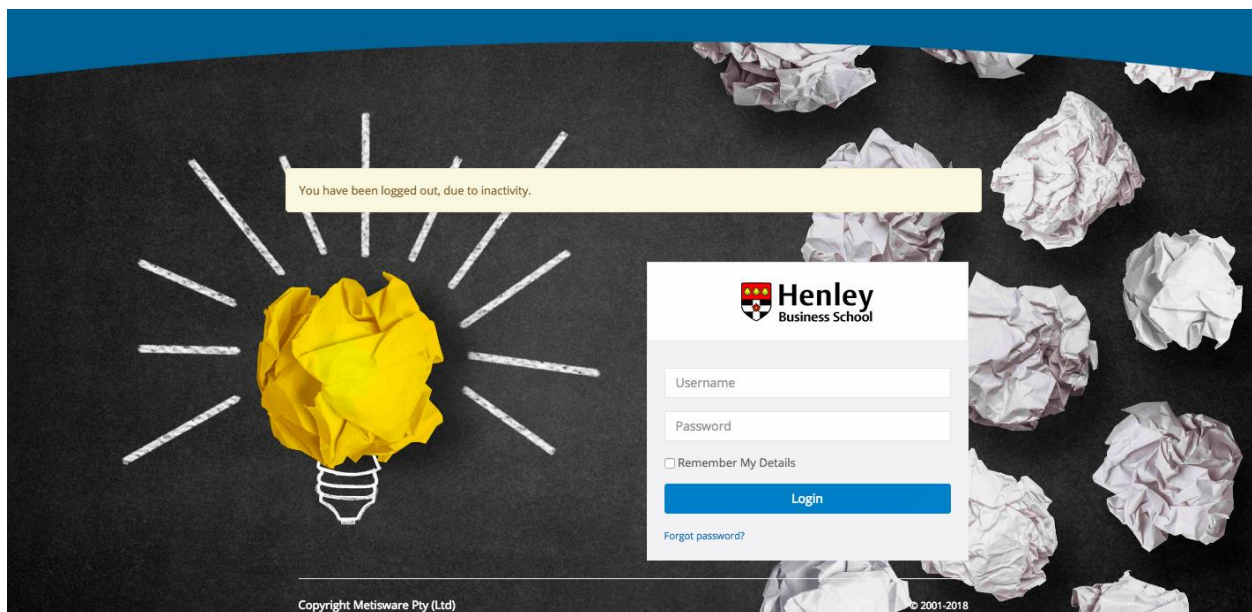 You have been logged out, due to inactivity.
Henley
Business School
Username
Password
Remember My Details
Login
Forgot password?
Copyright Metisware Pty (Ltd)
© 2001-2018